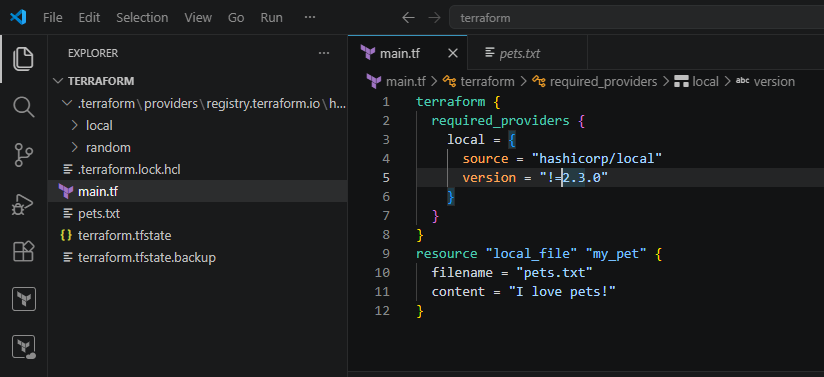 File Edit Selection View Go Run ··· terraform
EXPLORER ···
TERRAFORM
.terraform\providers\registry.terraform.io\h...
local
random
.terraform.lock.hcl
main.tf
pets.txt
terraform.tfstate
terraform.tfstate.backup
main.tf pets.txt
main.tf > terraform > required_providers > local > abc version
1 terraform {
2 required_providers {
3 local = {
4 source = "hashicorp/local"
5 version = "!=2.3.0"
6 }
7 }
8 }
9 resource "local_file" "my_pet" {
10 filename = "pets.txt"
11 content = "I love pets!"
12 }